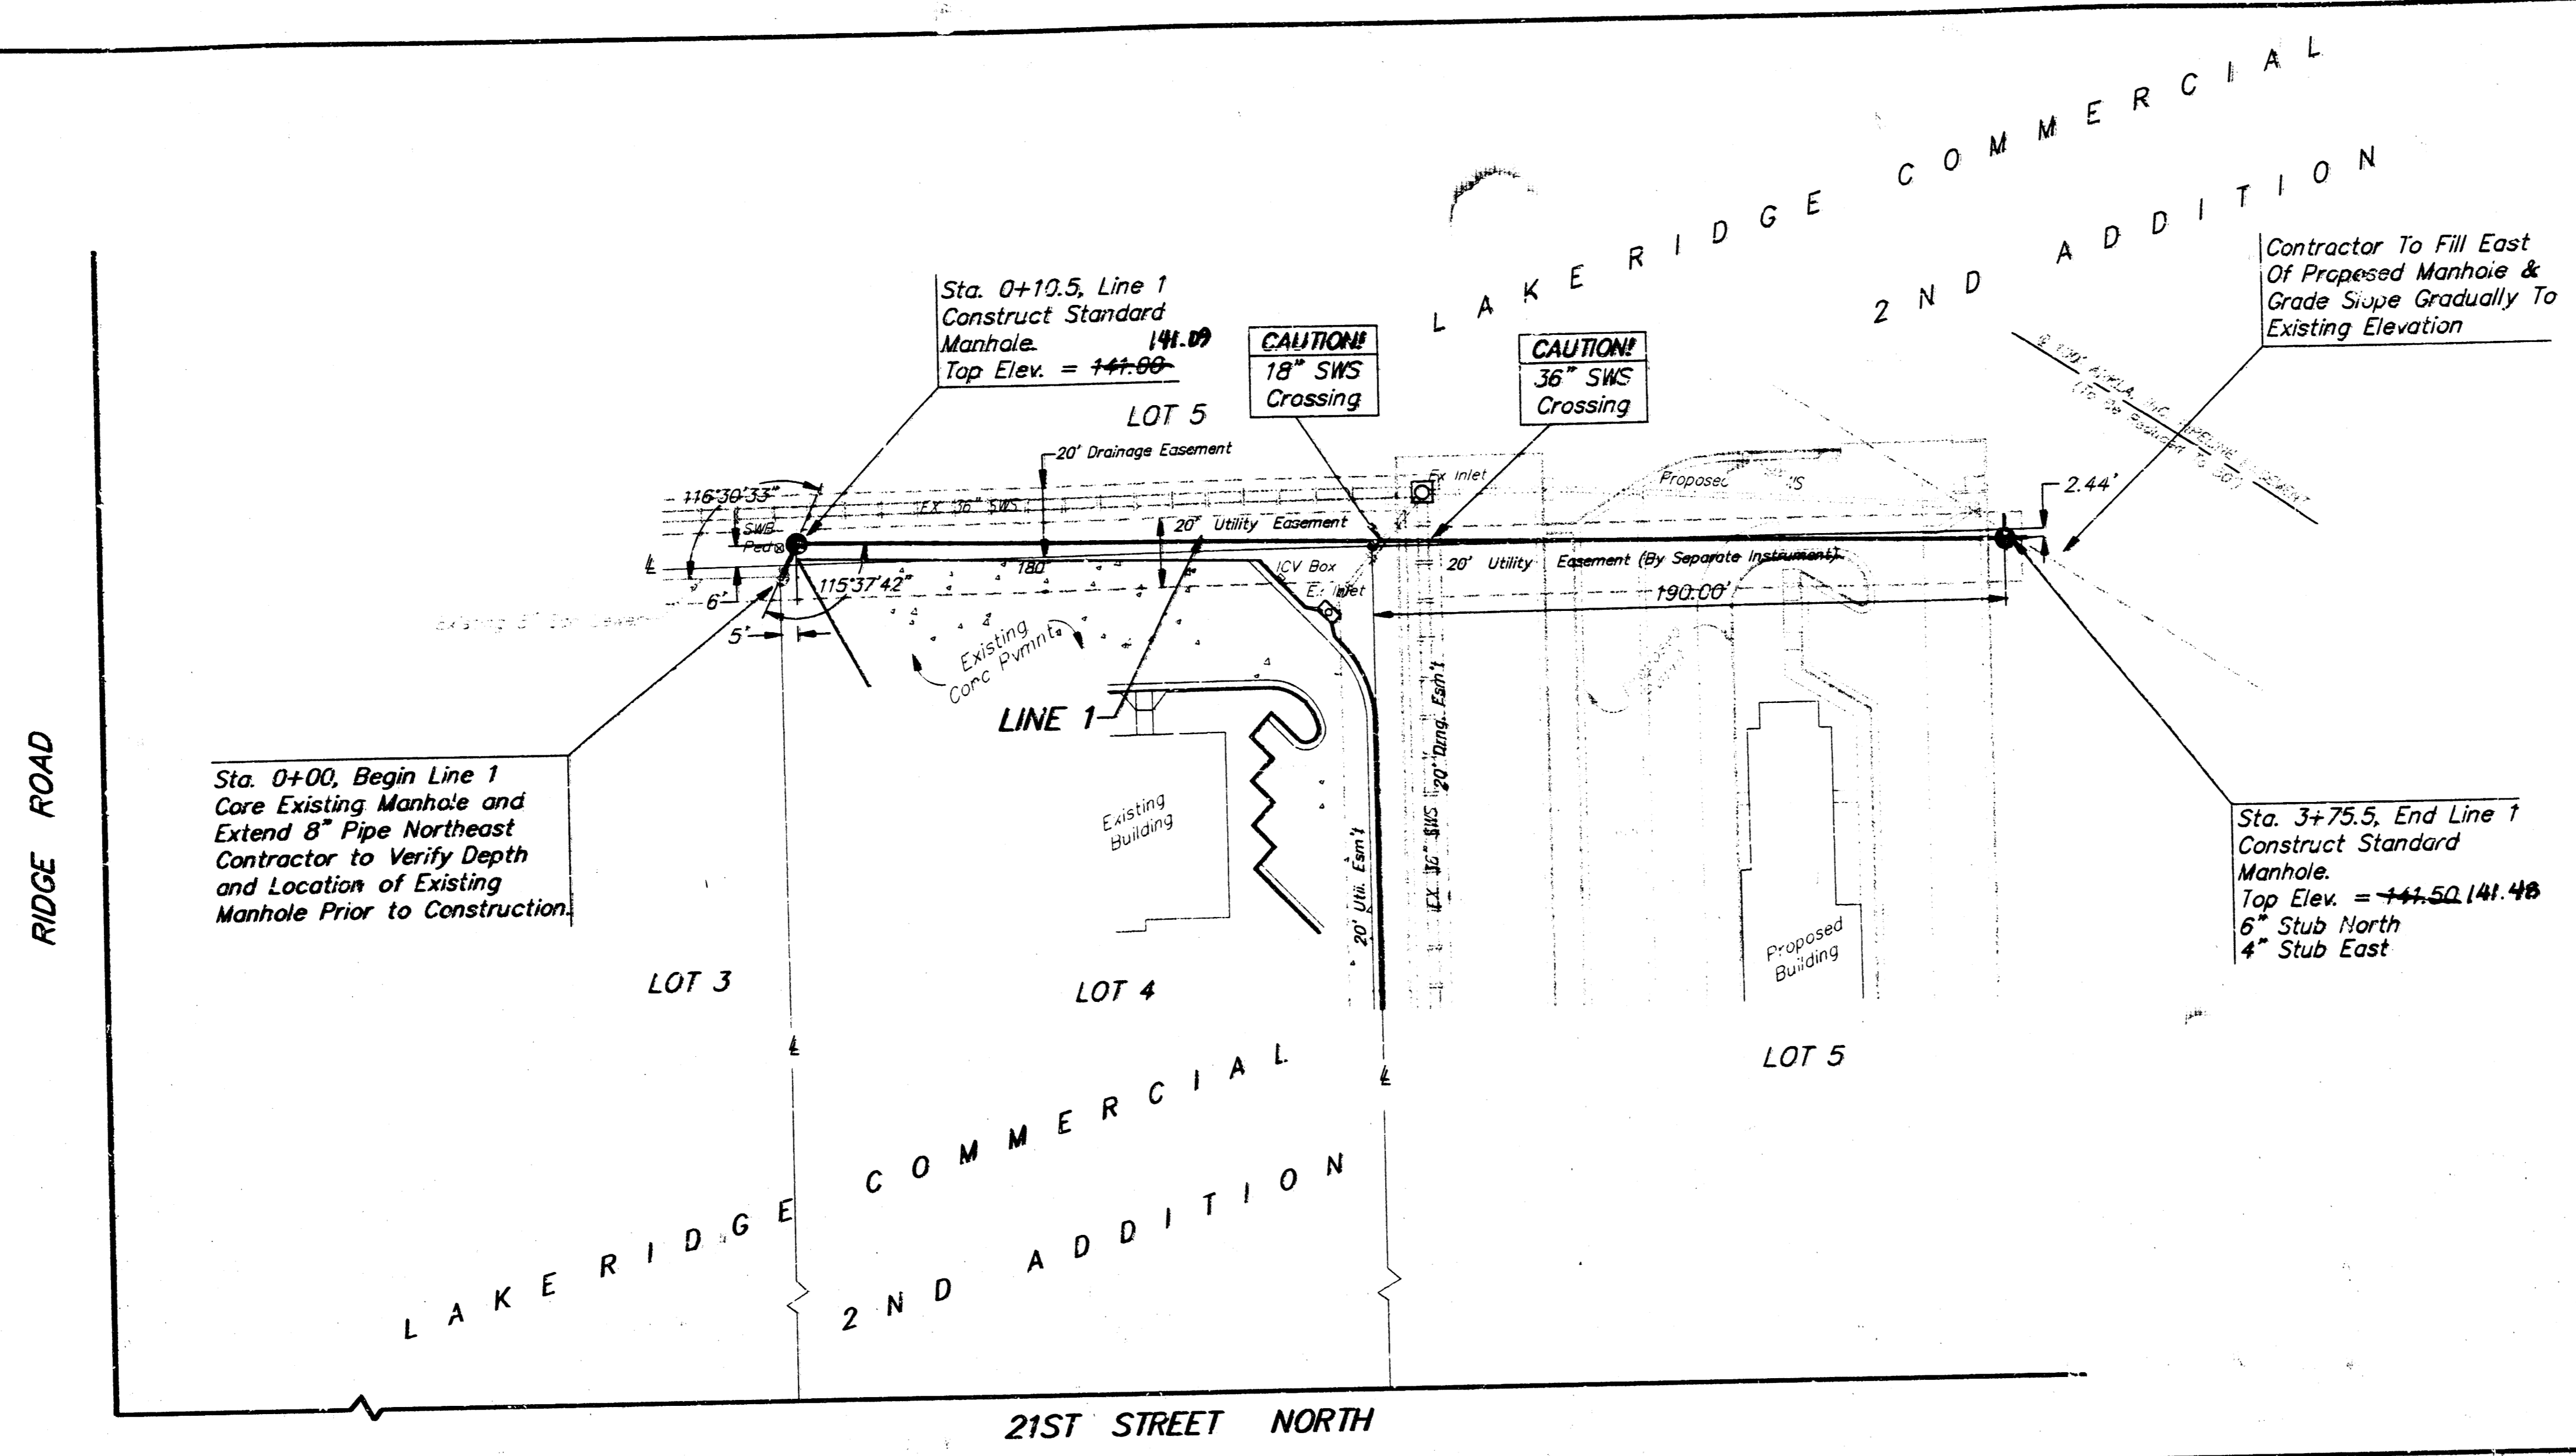 LAKE RIDGE COMMERCIAL
2ND ADDITION
Contractor To Fill East
Of Proposed Manhole &
Grade Slope Gradually To
Existing Elevation
Sta. 0+10.5, Line 1
Construct Standard
Manhole.
141.09
Top Elev. = 141.00
CAUTION!
18" SWS
Crossing
CAUTION!
36" SWS
Crossing
LOT 5
20' Drainage Easement
116°30'33"
EX 36" SWS
Ex Inlet
Proposed
2.44'
SWB
Ped
20' Utility Easement
20' Utility Easement (By Separate Instrument)
180'
ICV Box
115°37'42"
6'
5'
190.00'
Existing
Conc Pvmnt
LINE 1
20' Drng. Esm't
EX 36" SWS
20' Util. Esm't
Existing
Building
Proposed
Building
RIDGE ROAD
Sta. 0+00, Begin Line 1
Core Existing Manhole and
Extend 8" Pipe Northeast
Contractor to Verify Depth
and Location of Existing
Manhole Prior to Construction.
Sta. 3+75.5, End Line 1
Construct Standard
Manhole.
Top Elev. = 141.50 141.48
6" Stub North
4" Stub East
LOT 3
LOT 4
LOT 5
LAKE RIDGE COMMERCIAL
2ND ADDITION
21ST STREET NORTH